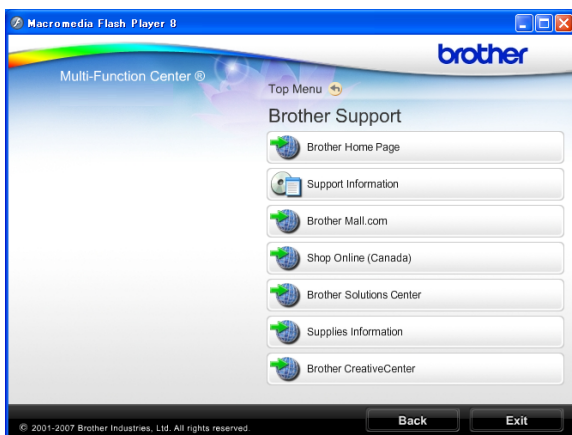 Macromedia Flash Player 8
brother
Multi-Function Center ®
Top Menu
Brother Support
Brother Home Page
Support Information
Brother Mall.com
Shop Online (Canada)
Brother Solutions Center
Supplies Information
Brother CreativeCenter
© 2001-2007 Brother Industries, Ltd. All rights reserved.
Back
Exit